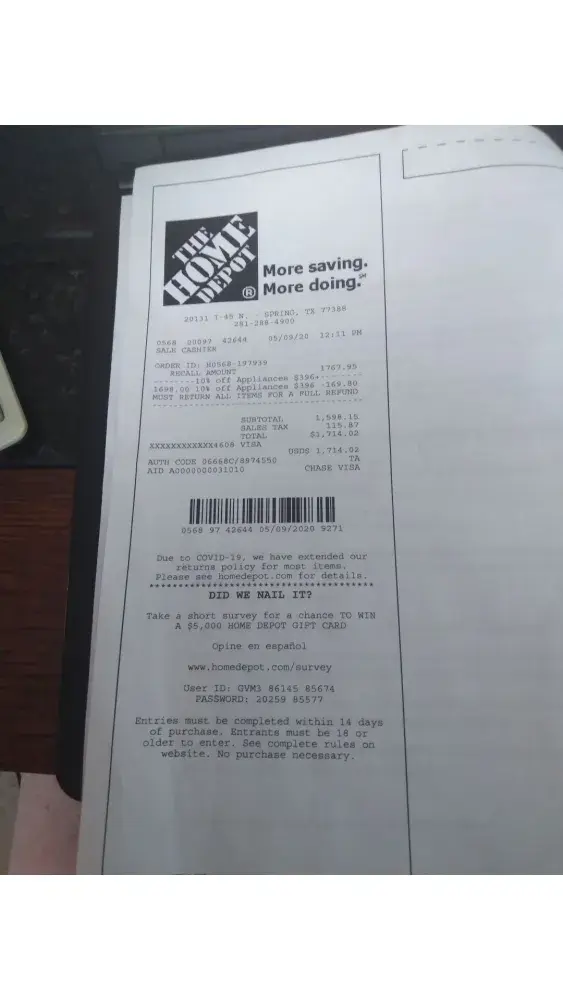 THE
HOME
DEPOT
®
More saving.
More doing.℠
20131 I-45 N. - SPRING, TX 77388
281-288-4900
0568 00097 42644 05/09/20 12:11 PM
SALE CASHIER
ORDER ID: H0568-197939
RECALL AMOUNT 1767.95
--------10% off Appliances $396+--------
1698.00 10% off Appliances $396 -169.80
MUST RETURN ALL ITEMS FOR A FULL REFUND
----------------------------------------
SUBTOTAL 1,598.15
SALES TAX 115.87
TOTAL $1,714.02
XXXXXXXXXXXX4608 VISA
USD$ 1,714.02
AUTH CODE 06668C/8974550 TA
AID A0000000031010 CHASE VISA
0568 97 42644 05/09/2020 9271
Due to COVID-19, we have extended our
returns policy for most items.
Please see homedepot.com for details.
****************************************
DID WE NAIL IT?
Take a short survey for a chance TO WIN
A $5,000 HOME DEPOT GIFT CARD
Opine en español
www.homedepot.com/survey
User ID: GVM3 86145 85674
PASSWORD: 20259 85577
Entries must be completed within 14 days
of purchase. Entrants must be 18 or
older to enter. See complete rules on
website. No purchase necessary.